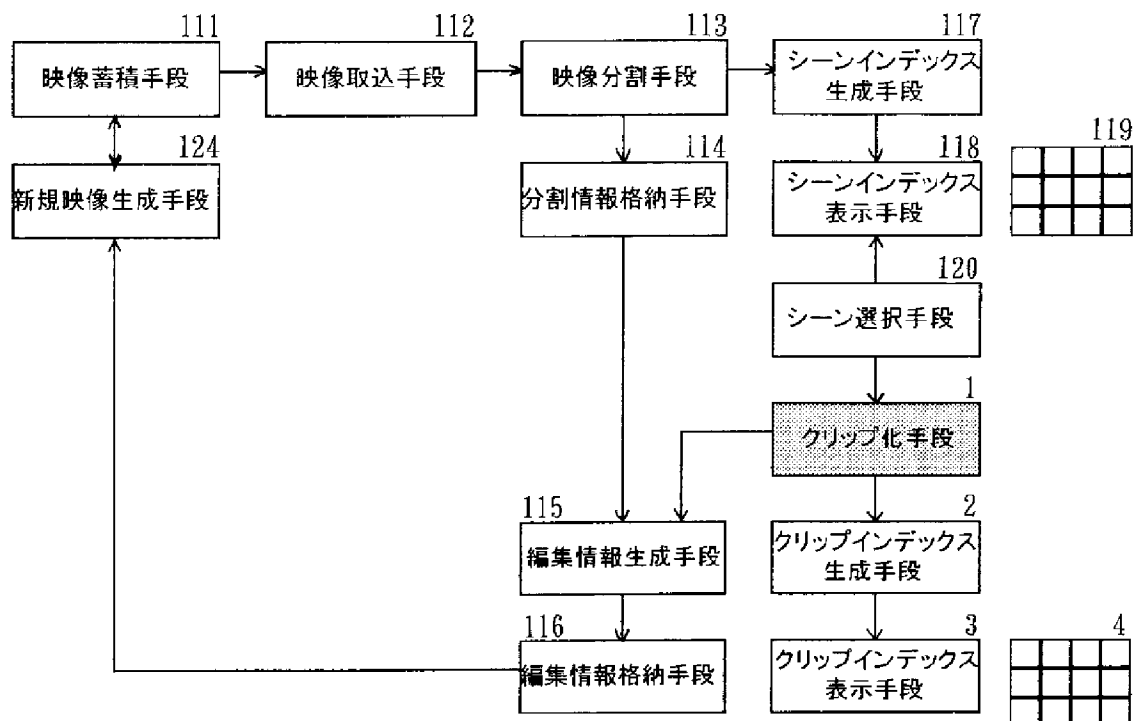 111
映像蓄積手段
112
映像取込手段
113
映像分割手段
117
シーンインデックス
生成手段
124
新規映像生成手段
114
分割情報格納手段
118
シーンインデックス
表示手段
119
120
シーン選択手段
1
クリップ化手段
115
編集情報生成手段
2
クリップインデックス
生成手段
116
編集情報格納手段
3
クリップインデックス
表示手段
4